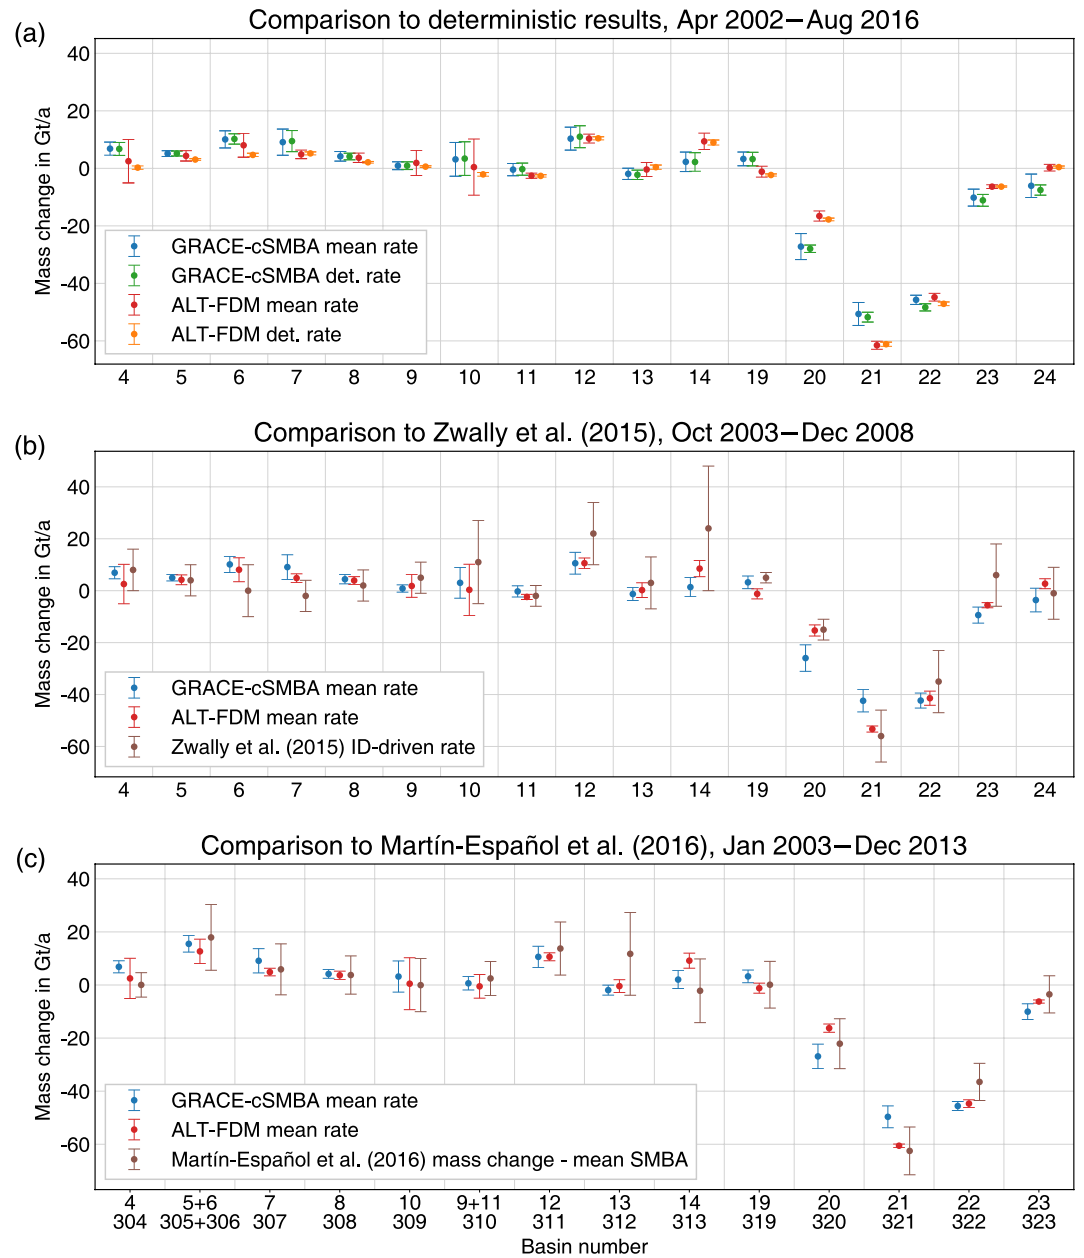 (a)
Comparison to deterministic results, Apr 2002−Aug 2016
Mass change in Gt/a
40
20
0
-20
-40
-60
GRACE-cSMBA mean rate
GRACE-cSMBA det. rate
ALT-FDM mean rate
ALT-FDM det. rate
4 5 6 7 8 9 10 11 12 13 14 19 20 21 22 23 24
(b)
Comparison to Zwally et al. (2015), Oct 2003−Dec 2008
Mass change in Gt/a
40
20
0
-20
-40
-60
GRACE-cSMBA mean rate
ALT-FDM mean rate
Zwally et al. (2015) ID-driven rate
4 5 6 7 8 9 10 11 12 13 14 19 20 21 22 23 24
(c)
Comparison to Martín-Español et al. (2016), Jan 2003−Dec 2013
Mass change in Gt/a
40
20
0
-20
-40
-60
GRACE-cSMBA mean rate
ALT-FDM mean rate
Martín-Español et al. (2016) mass change - mean SMBA
4 5+6 7 8 10 9+11 12 13 14 19 20 21 22 23
304 305+306 307 308 309 310 311 312 313 319 320 321 322 323
Basin number